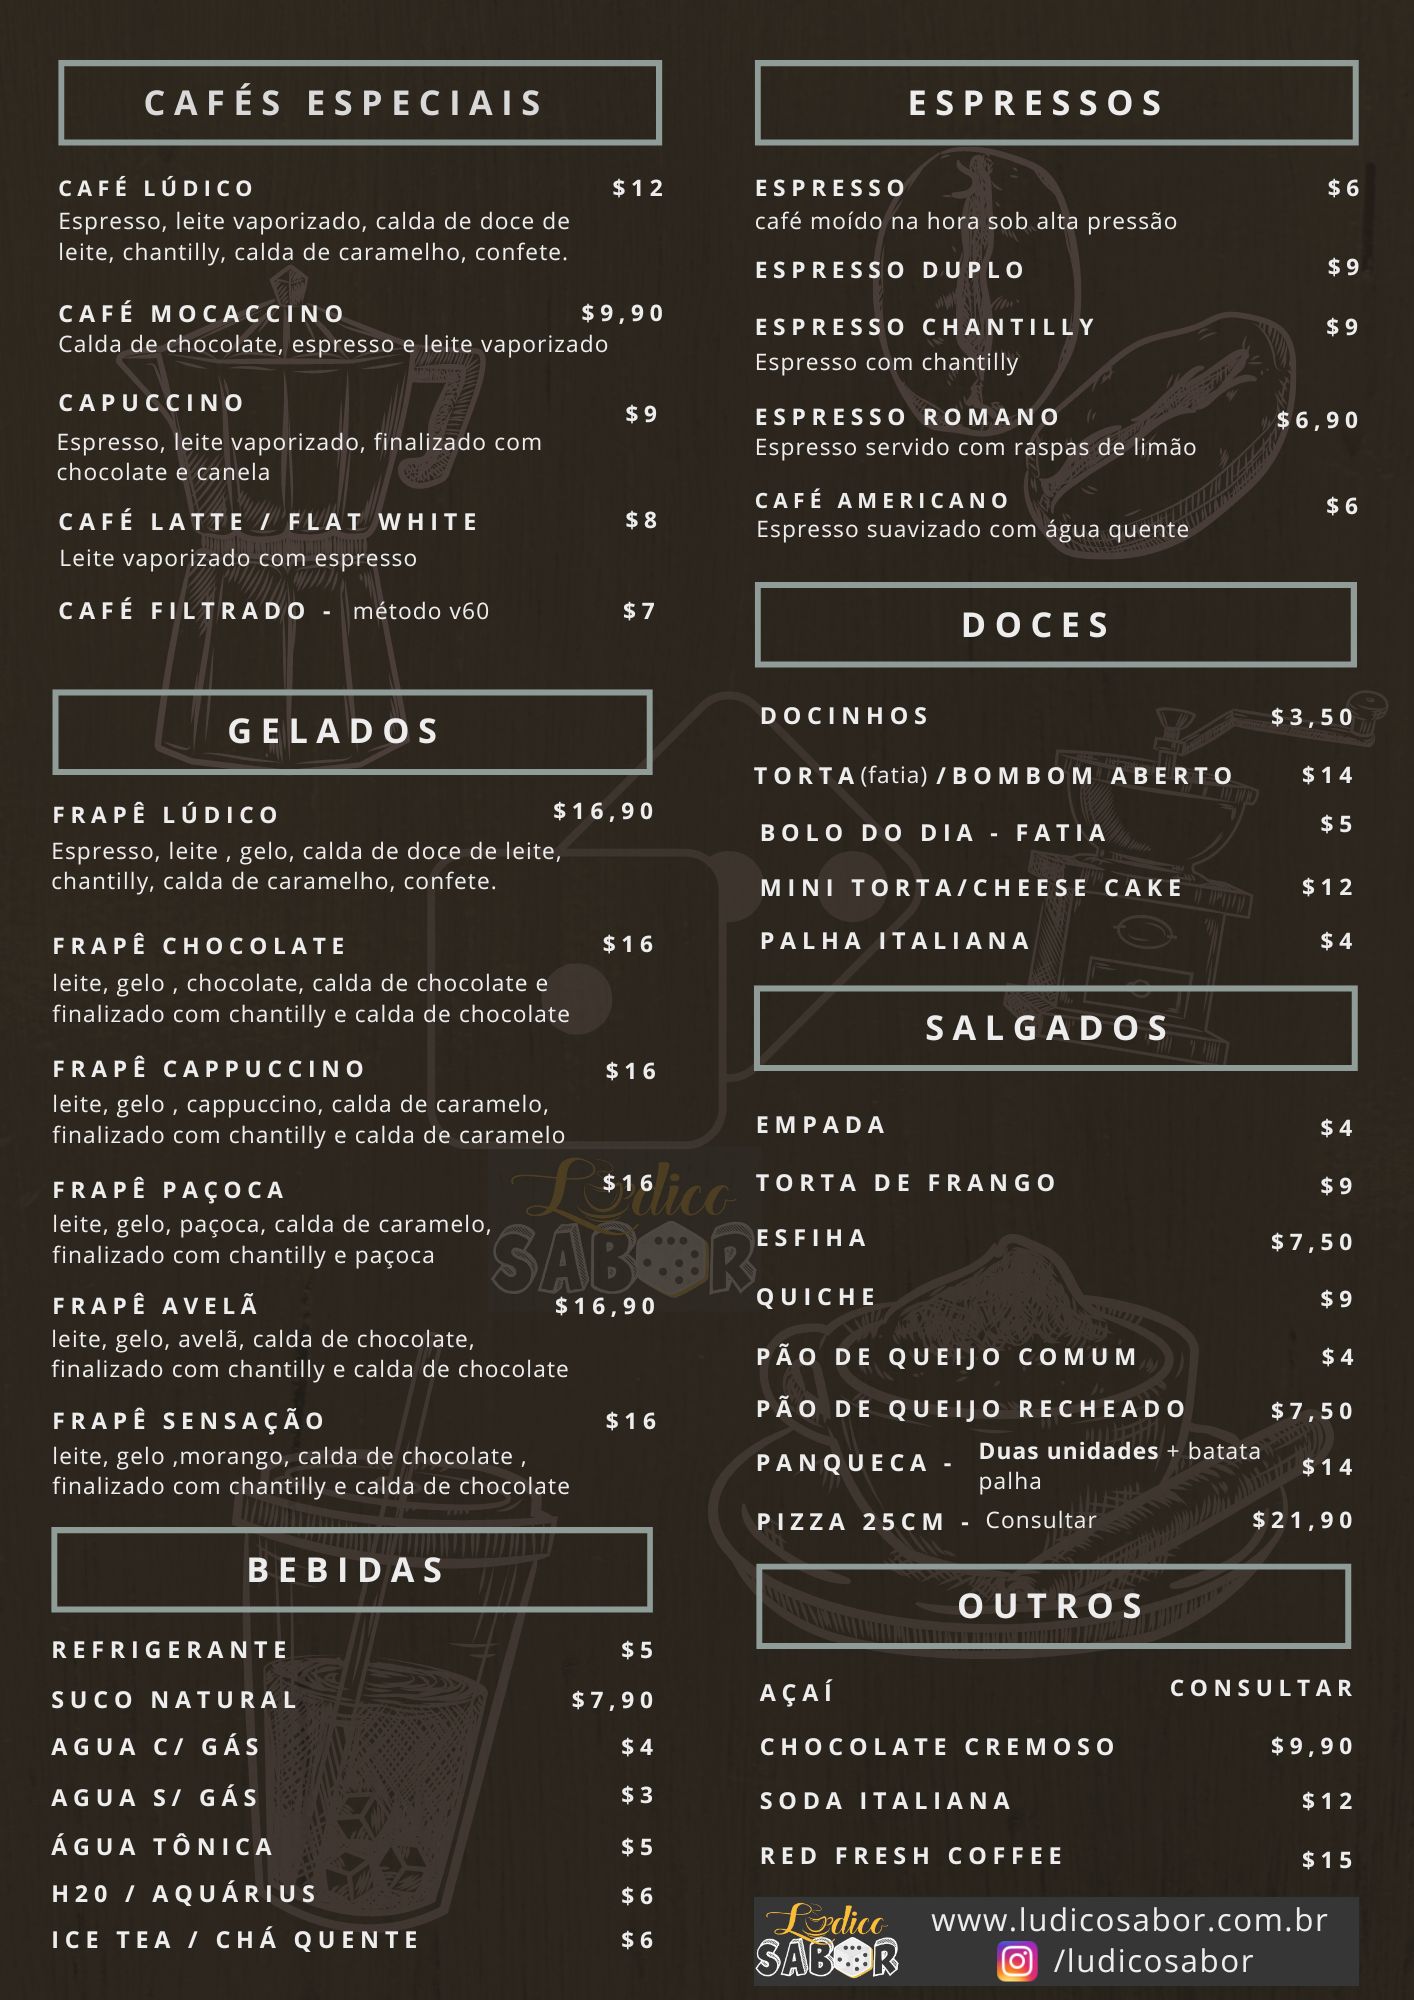 CAFÉS ESPECIAIS
CAFÉ LÚDICO $12
Espresso, leite vaporizado, calda de doce de
leite, chantilly, calda de caramelho, confete.
CAFÉ MOCACCINO $9,90
Calda de chocolate, espresso e leite vaporizado
CAPUCCINO $9
Espresso, leite vaporizado, finalizado com
chocolate e canela
CAFÉ LATTE / FLAT WHITE $8
Leite vaporizado com espresso
CAFÉ FILTRADO - método v60 $7
GELADOS
FRAPÊ LÚDICO $16,90
Espresso, leite , gelo, calda de doce de leite,
chantilly, calda de caramelho, confete.
FRAPÊ CHOCOLATE $16
leite, gelo , chocolate, calda de chocolate e
finalizado com chantilly e calda de chocolate
FRAPÊ CAPPUCCINO $16
leite, gelo , cappuccino, calda de caramelo,
finalizado com chantilly e calda de caramelo
FRAPÊ PAÇOCA $16
leite, gelo, paçoca, calda de caramelo,
finalizado com chantilly e paçoca
FRAPÊ AVELÃ $16,90
leite, gelo, avelã, calda de chocolate,
finalizado com chantilly e calda de chocolate
FRAPÊ SENSAÇÃO $16
leite, gelo ,morango, calda de chocolate ,
finalizado com chantilly e calda de chocolate
BEBIDAS
REFRIGERANTE $5
SUCO NATURAL $7,90
AGUA C/ GÁS $4
AGUA S/ GÁS $3
ÁGUA TÔNICA $5
H20 / AQUÁRIUS $6
ICE TEA / CHÁ QUENTE $6
Lúdico
SABOR
ESPRESSOS
ESPRESSO $6
café moído na hora sob alta pressão
ESPRESSO DUPLO $9
ESPRESSO CHANTILLY $9
Espresso com chantilly
ESPRESSO ROMANO $6,90
Espresso servido com raspas de limão
CAFÉ AMERICANO $6
Espresso suavizado com água quente
DOCES
DOCINHOS $3,50
TORTA (fatia) /BOMBOM ABERTO $14
BOLO DO DIA - FATIA $5
MINI TORTA/CHEESE CAKE $12
PALHA ITALIANA $4
SALGADOS
EMPADA $4
TORTA DE FRANGO $9
ESFIHA $7,50
QUICHE $9
PÃO DE QUEIJO COMUM $4
PÃO DE QUEIJO RECHEADO $7,50
PANQUECA - Duas unidades + batata
palha $14
PIZZA 25CM - Consultar $21,90
OUTROS
AÇAÍ CONSULTAR
CHOCOLATE CREMOSO $9,90
SODA ITALIANA $12
RED FRESH COFFEE $15
Lúdico
SABOR
www.ludicosabor.com.br
/ludicosabor